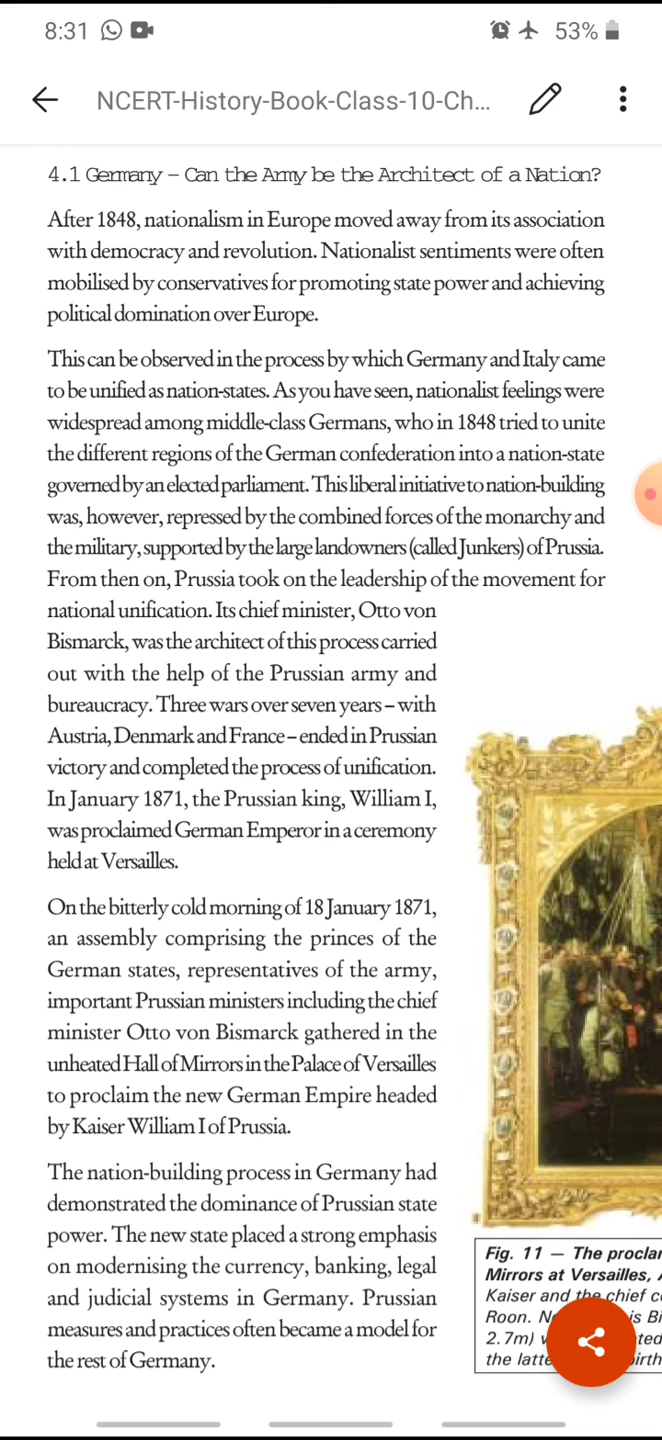 8:31
53%
NCERT-History-Book-Class-10-Ch...
4.1 Germany – Can the Army be the Architect of a Nation?
After 1848, nationalism in Europe moved away from its association
with democracy and revolution. Nationalist sentiments were often
mobilised by conservatives for promoting state power and achieving
political domination over Europe.
This can be observed in the process by which Germany and Italy came
to be unified as nation-states. As you have seen, nationalist feelings were
widespread among middle-class Germans, who in 1848 tried to unite
the different regions of the German confederation into a nation-state
governed by an elected parliament. This liberal initiative to nation-building
was, however, repressed by the combined forces of the monarchy and
the military, supported by the large landowners (called Junkers) of Prussia.
From then on, Prussia took on the leadership of the movement for
national unification. Its chief minister, Otto von
Bismarck, was the architect of this process carried
out with the help of the Prussian army and
bureaucracy. Three wars over seven years – with
Austria, Denmark and France – ended in Prussian
victory and completed the process of unification.
In January 1871, the Prussian king, William I,
was proclaimed German Emperor in a ceremony
held at Versailles.
On the bitterly cold morning of 18 January 1871,
an assembly comprising the princes of the
German states, representatives of the army,
important Prussian ministers including the chief
minister Otto von Bismarck gathered in the
unheated Hall of Mirrors in the Palace of Versailles
to proclaim the new German Empire headed
by Kaiser William I of Prussia.
The nation-building process in Germany had
demonstrated the dominance of Prussian state
power. The new state placed a strong emphasis
on modernising the currency, banking, legal
and judicial systems in Germany. Prussian
measures and practices often became a model for
the rest of Germany.
Fig. 11 — The
Mirrors at Versailles,
Kaiser and the chief
Roon. is
2.7m)
the